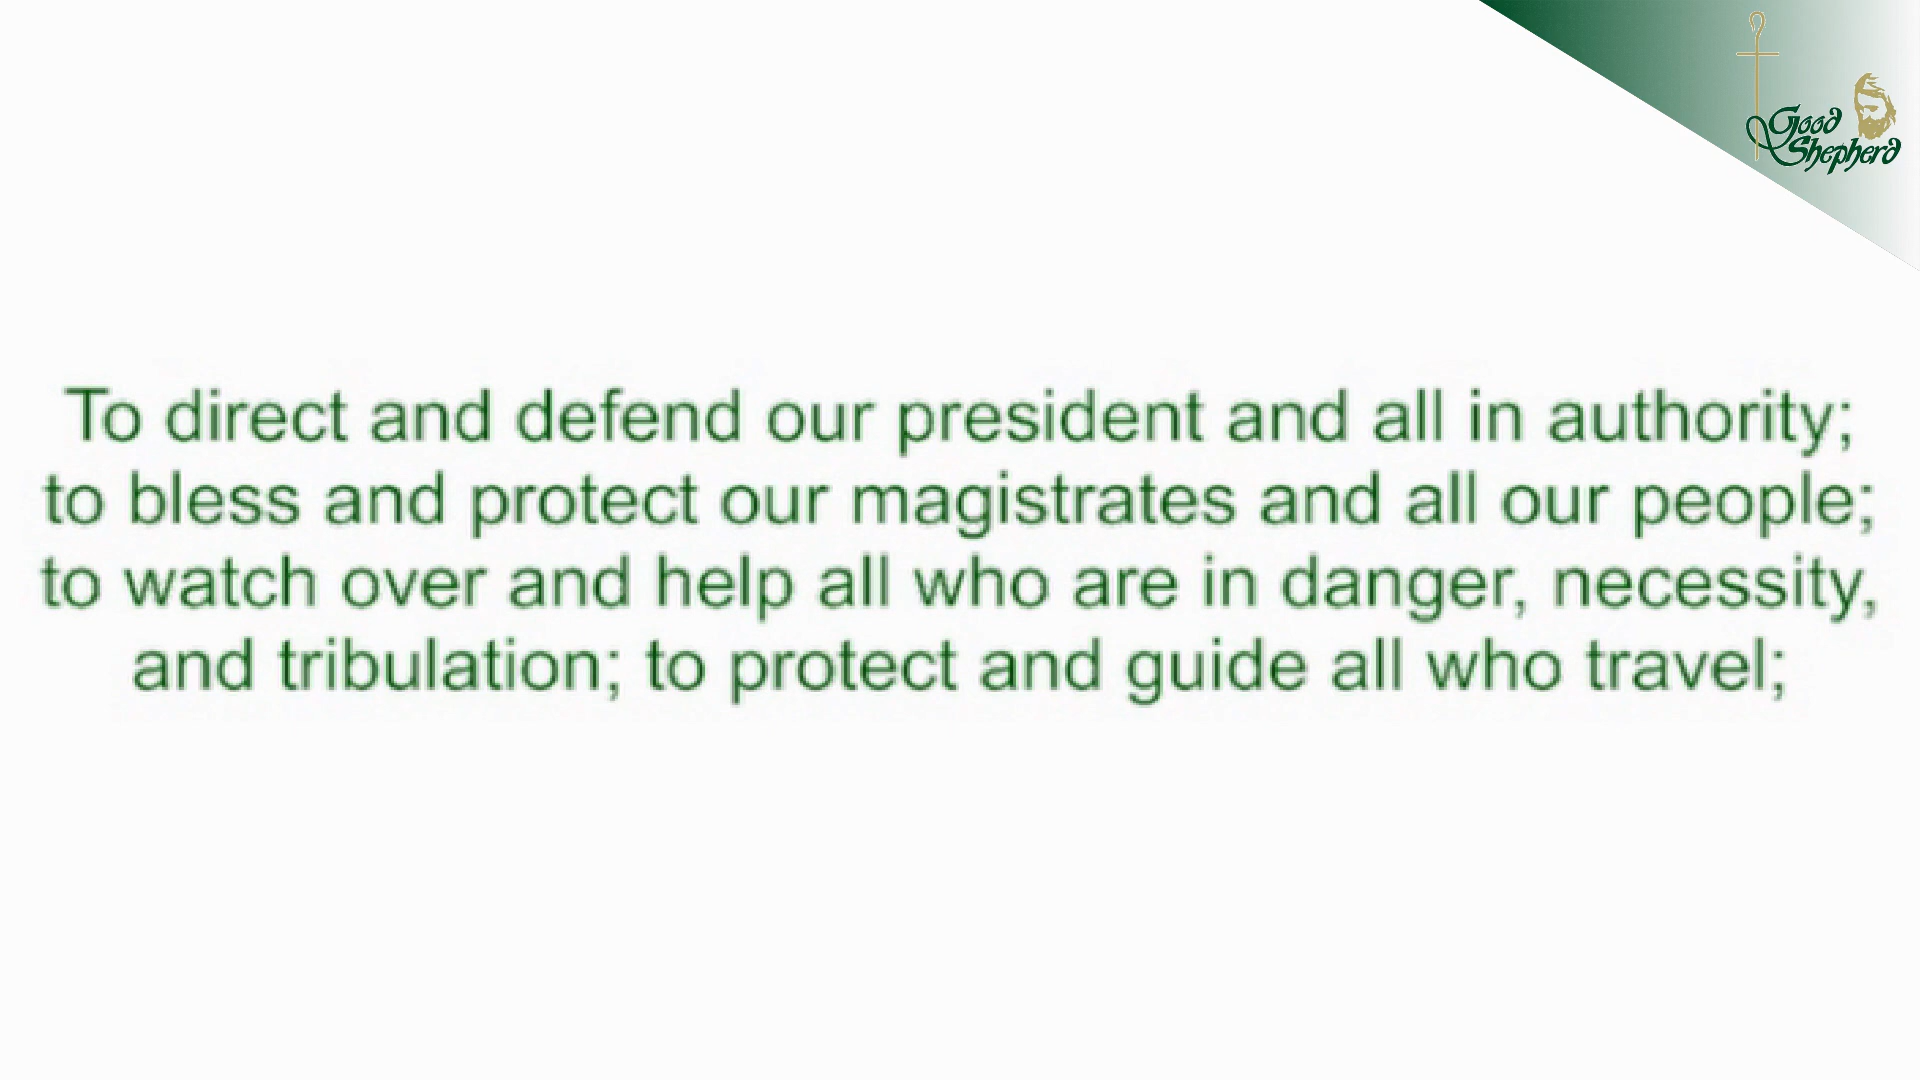 Good
Shepherd
To direct and defend our president and all in authority;
to bless and protect our magistrates and all our people;
to watch over and help all who are in danger, necessity,
and tribulation; to protect and guide all who travel;